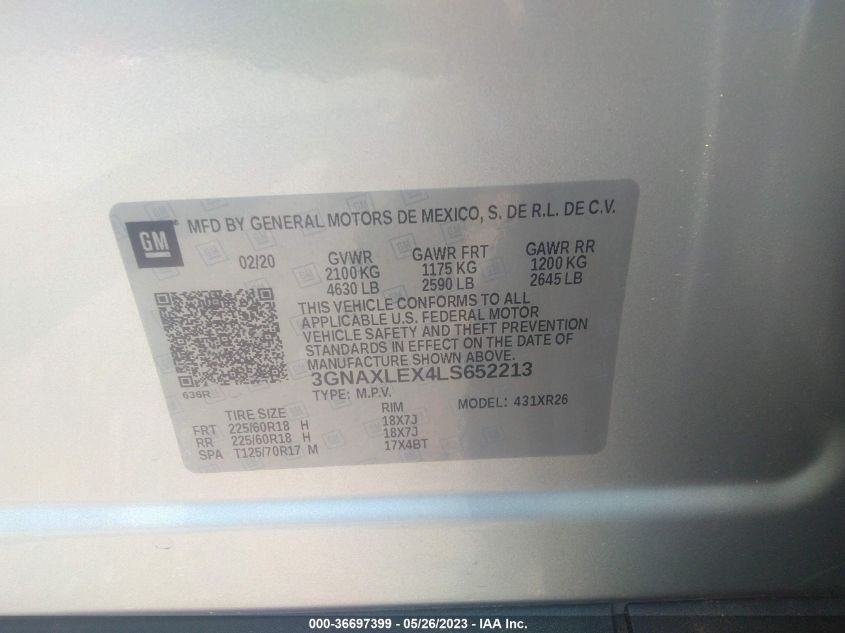 GM
MFD BY GENERAL MOTORS DE MEXICO, S. DE R.L. DE C.V.
02/20 GVWR GAWR FRT GAWR RR
2100 KG 1175 KG 1200 KG
4630 LB 2590 LB 2645 LB
THIS VEHICLE CONFORMS TO ALL
APPLICABLE U.S. FEDERAL MOTOR
VEHICLE SAFETY AND THEFT PREVENTION
STANDARDS IN EFFECT ON THE DATE OF
MANUFACTURE SHOWN ABOVE.
3GNAXLEX4LS652213
636R
TYPE: M.P.V. MODEL: 431XR26
TIRE SIZE RIM
FRT 225/60R18 H 18X7J
RR 225/60R18 H 18X7J
SPA T125/70R17 M 17X4BT
000-36697399 - 05/26/2023 - IAA Inc.